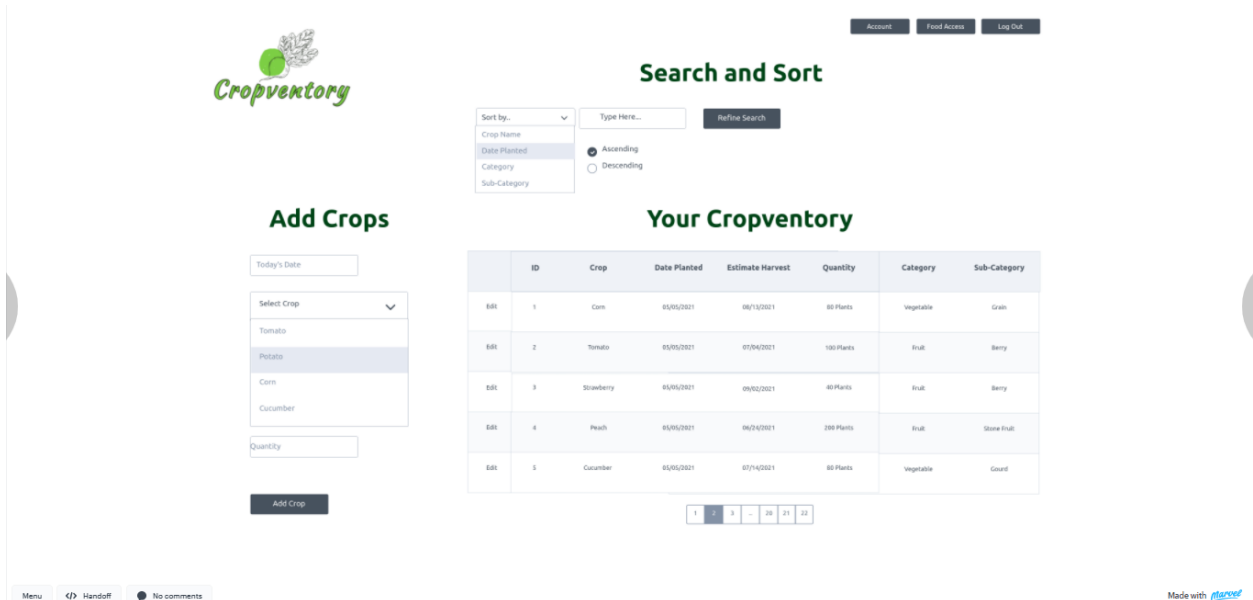 Account Food Access Log Out
Cropventory
Search and Sort
Sort by.. Type Here... Refine Search
Crop Name
Date Planted
Category
Sub-Category
Ascending
Descending
Add Crops
Today's Date
Select Crop
Tomato
Potato
Corn
Cucumber
Quantity
Add Crop
Your Cropventory
ID Crop Date Planted Estimate Harvest Quantity Category Sub-Category
Edit 1 Corn 05/05/2021 08/13/2021 80 Plants Vegetable Grain
Edit 2 Tomato 05/05/2021 07/04/2021 100 Plants Fruit Berry
Edit 3 Strawberry 05/05/2021 09/02/2021 40 Plants Fruit Berry
Edit 4 Peach 05/05/2021 06/24/2021 200 Plants Fruit Stone Fruit
Edit 5 Cucumber 05/05/2021 07/14/2021 80 Plants Vegetable Gourd
1 2 3 .. 20 21 22
Menu </> Handoff No comments
Made with Marvel